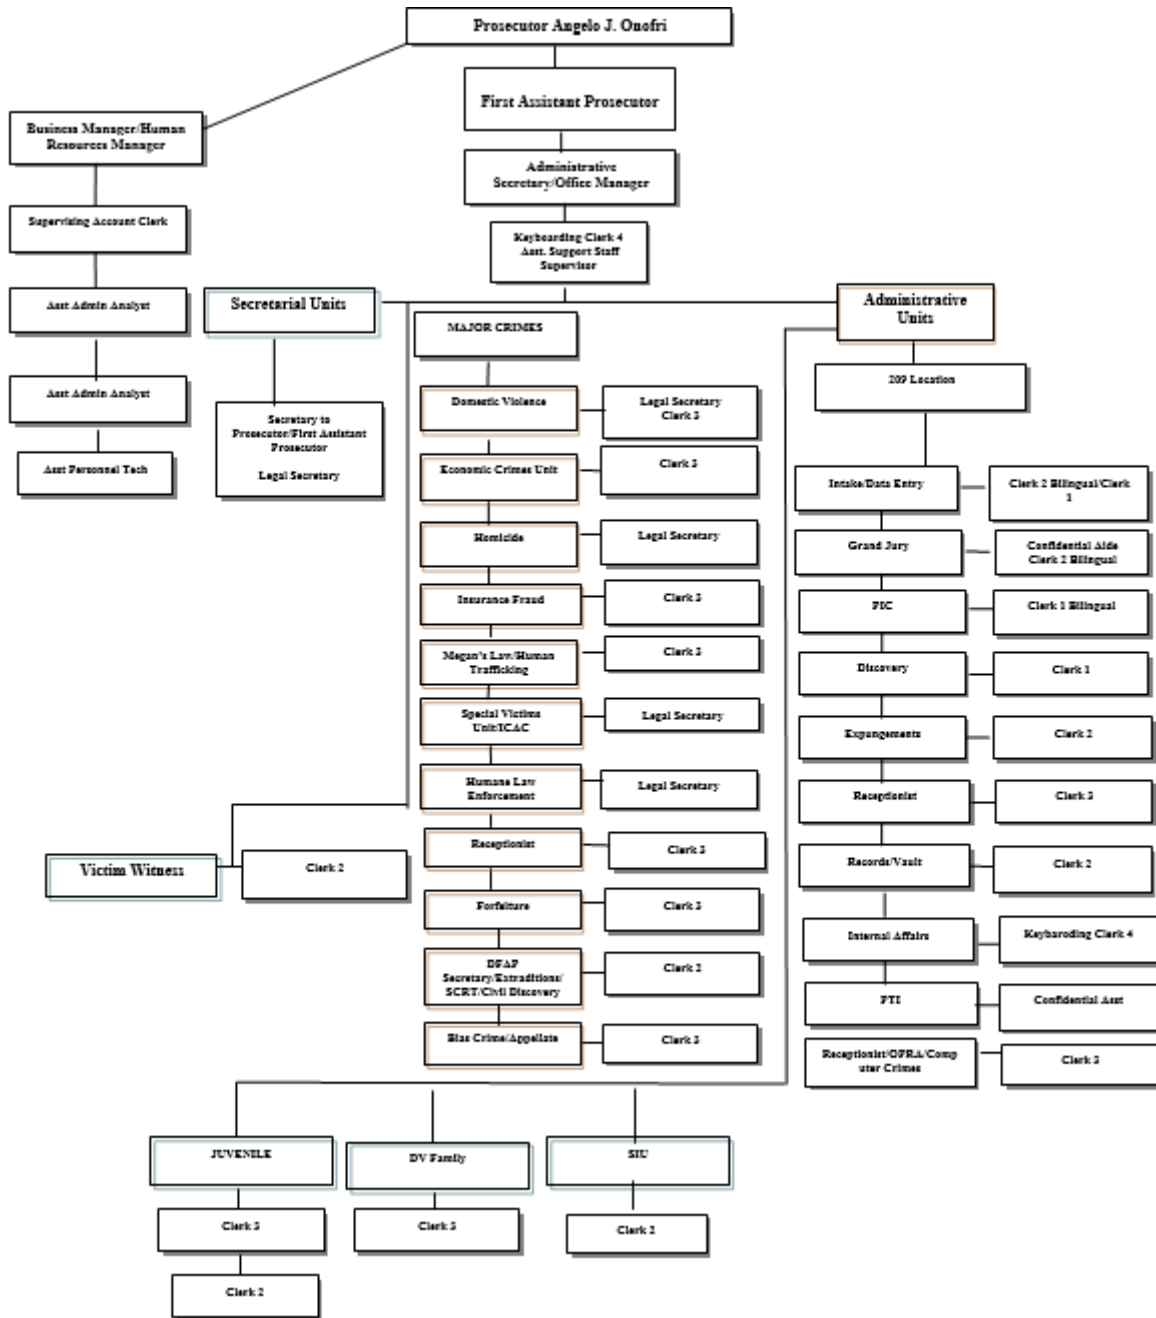 Prosecutor Angelo J. Onofri
First Assistant Prosecutor
Business Manager/Human
Resources Manager
Administrative
Secretary/Office Manager
Supervising Account Clerk
Keyboarding Clerk 4
Asst. Support Staff
Supervisor
Asst Admin Analyst
Secretarial Units
Administrative
Units
MAJOR CRIMES
209 Location
Asst Admin Analyst
Secretary to
Prosecutor/First Assistant
Prosecutor
Legal Secretary
Domestic Violence
Legal Secretary
Clerk 3
Asst Personnel Tech
Economic Crimes Unit
Clerk 3
Intake/Data Entry
Clerk 2 Bilingual/Clerk
1
Homicide
Legal Secretary
Grand Jury
Confidential Aide
Clerk 2 Bilingual
Insurance Fraud
Clerk 3
PIC
Clerk 1 Bilingual
Megan's Law/Human
Trafficking
Clerk 3
Discovery
Clerk 1
Special Victims
Unit/ICAC
Legal Secretary
Expungements
Clerk 2
Humane Law
Enforcement
Legal Secretary
Receptionist
Clerk 3
Receptionist
Clerk 3
Records/Vault
Clerk 2
Victim Witness
Clerk 2
Forfeiture
Clerk 3
Internal Affairs
Keybaroding Clerk 4
DFAP
Secretary/Extraditions/
SCRT/Civil Discovery
Clerk 2
PTI
Confidential Asst
Bias Crime/Appellate
Clerk 3
Receptionist/OPRA/Comp
uter Crimes
Clerk 3
JUVENILE
DV Family
SIU
Clerk 3
Clerk 3
Clerk 2
Clerk 2